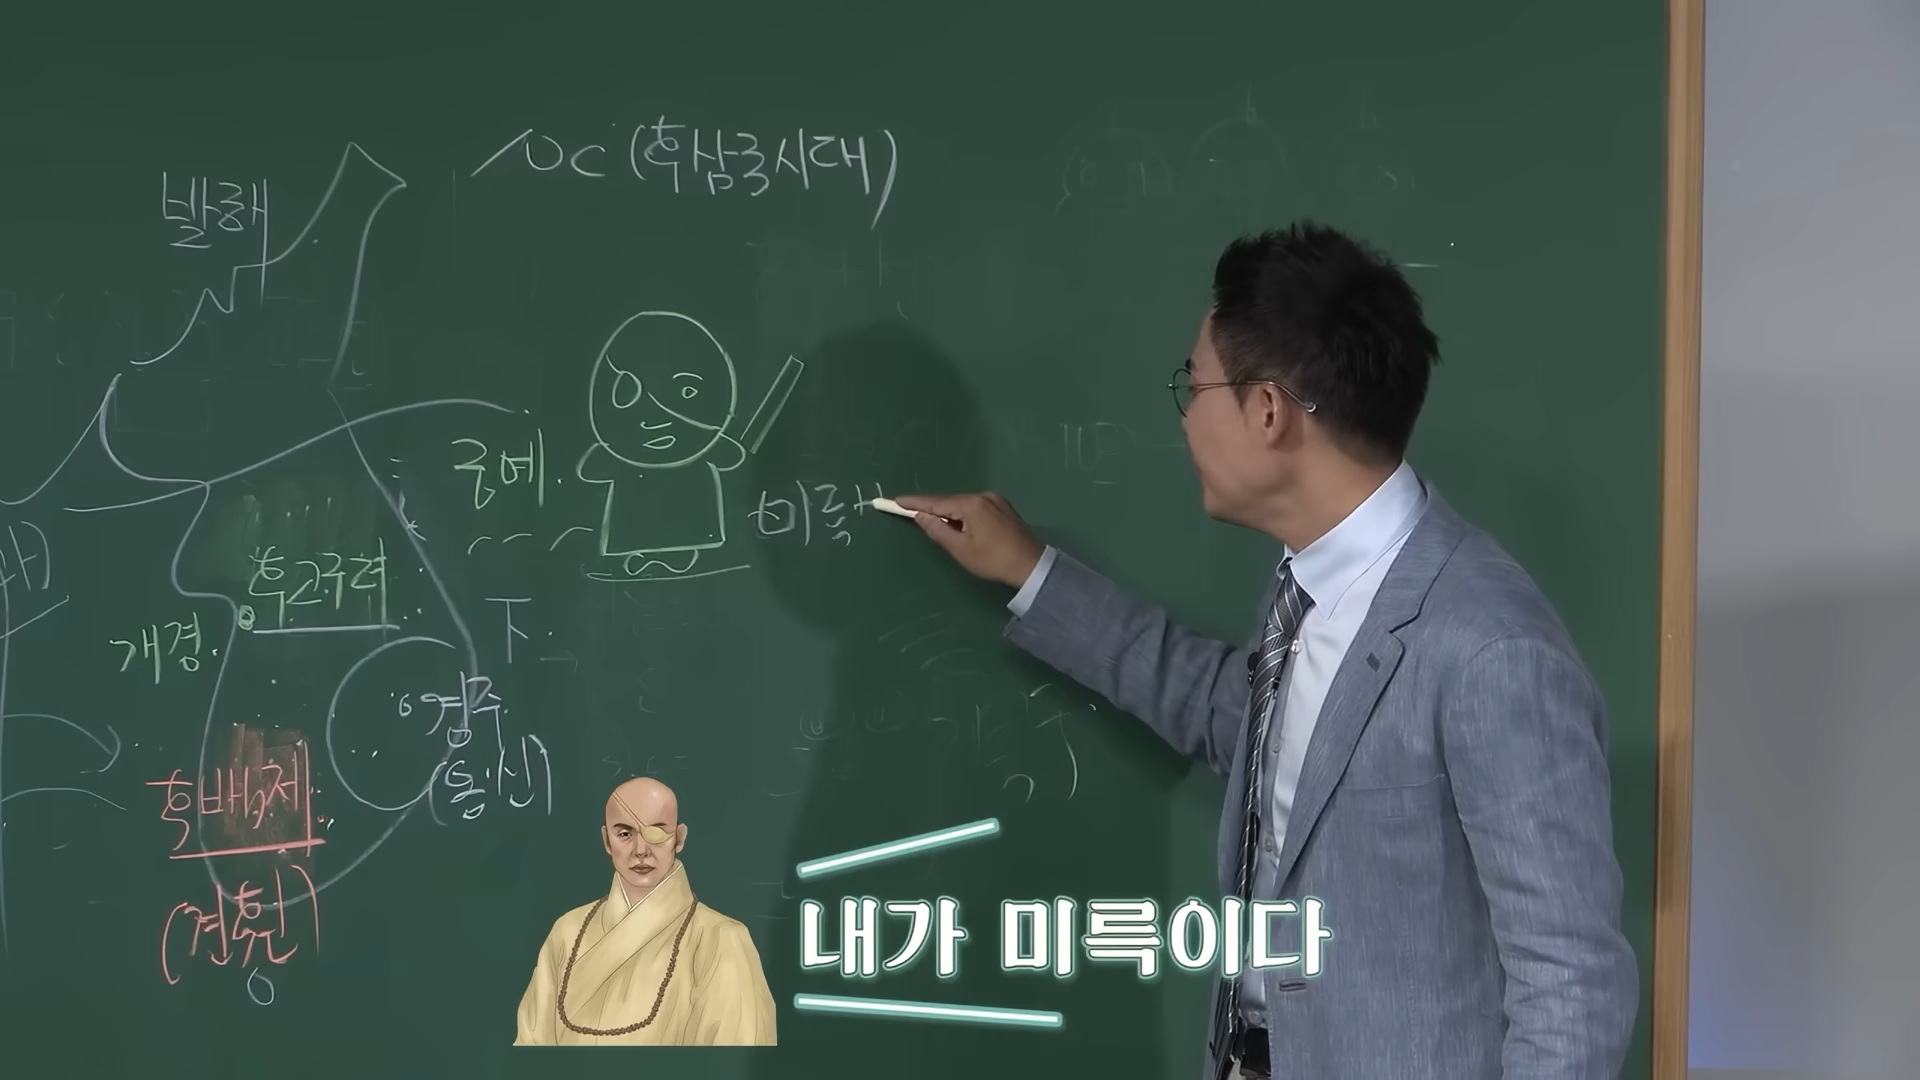 10C (후삼국시대)
발해
궁예.
미륵
후고구려
개경.
下.
경주
(통신)
후백제
(견훤)
내가 미륵이다